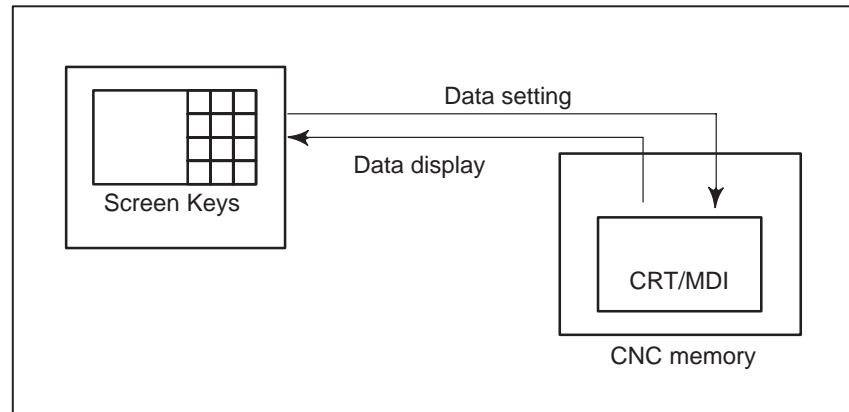 Data setting
Data display
Screen Keys
CRT/MDI
CNC memory